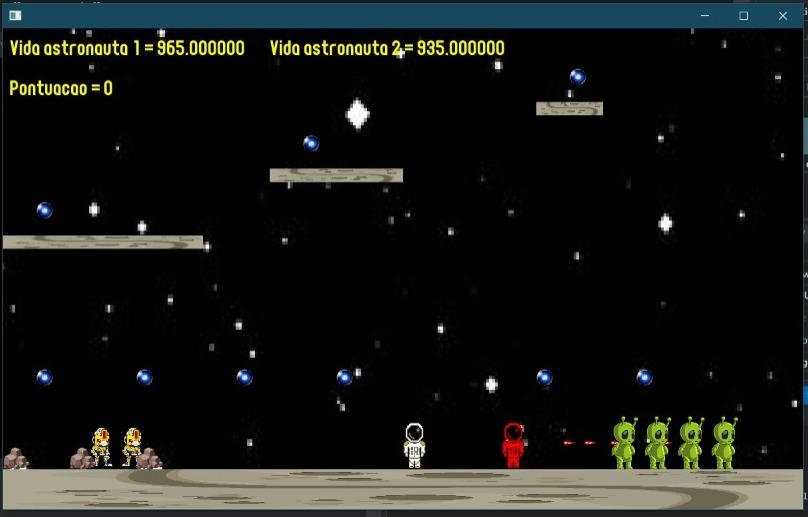 Vida astronauta 1 = 965.000000 Vida astronauta 2 = 935.000000
Pontuacao = 0